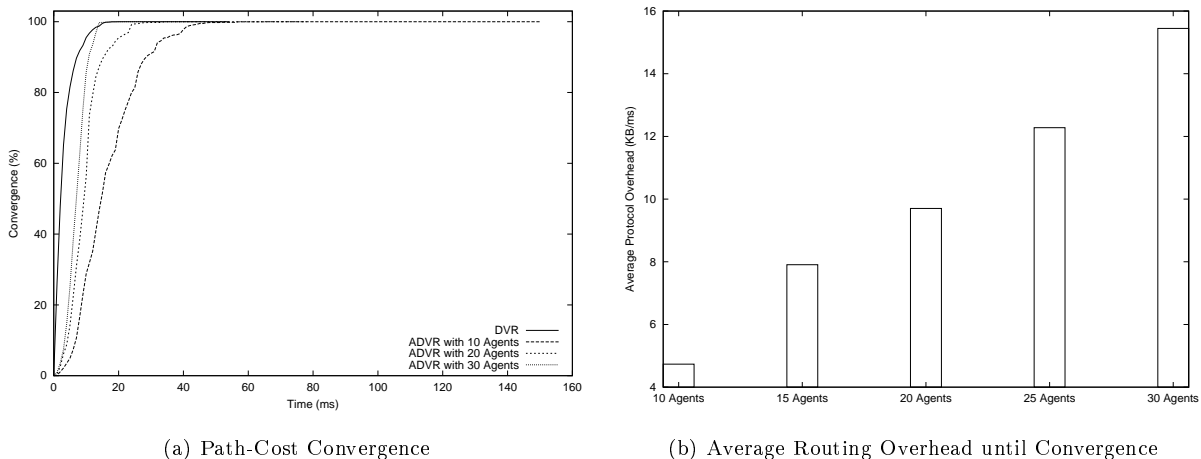 100
80
60
40
20
0
Convergence (%)
0 20 40 60 80 100 120 140 160
Time (ms)
DVR
ADVR with 10 Agents
ADVR with 20 Agents
ADVR with 30 Agents
(a) Path-Cost Convergence
16
14
12
10
8
6
4
Average Protocol Overhead (KB/ms)
10 Agents 15 Agents 20 Agents 25 Agents 30 Agents
(b) Average Routing Overhead until Convergence